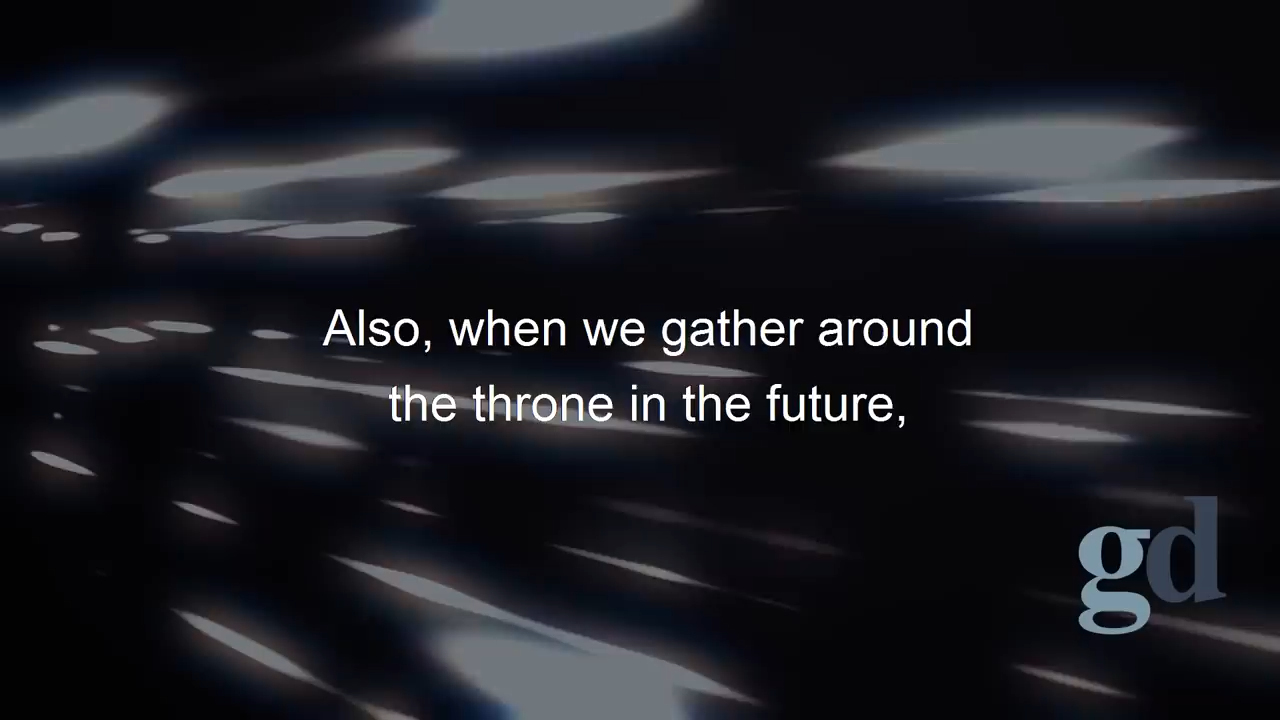 Also, when we gather around
the throne in the future,
gd